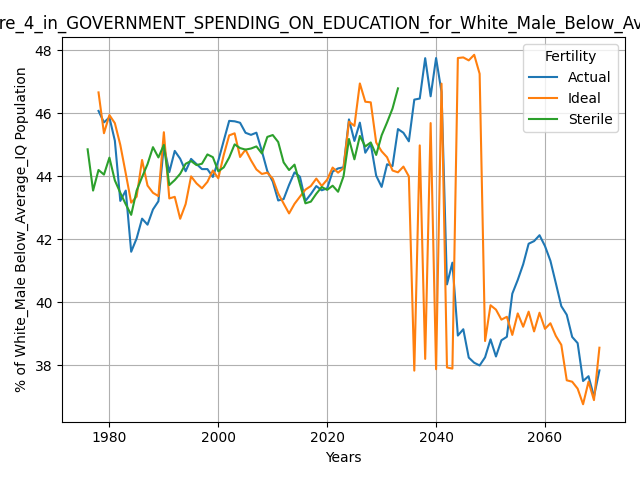 re_4_in_GOVERNMENT_SPENDING_ON_EDUCATION_for_White_Male_Below_Av
% of White_Male Below_Average_IQ Population
48
46
44
42
40
38
1980
2000
2020
2040
2060
Years
Fertility
Actual
Ideal
Sterile